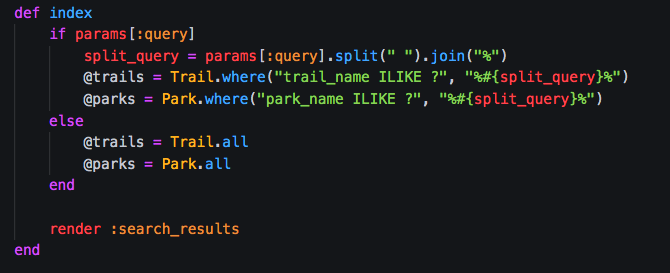 def index
    if params[:query]
        split_query = params[:query].split(" ").join("%")
        @trails = Trail.where("trail_name ILIKE ?", "%#{split_query}%")
        @parks = Park.where("park_name ILIKE ?", "%#{split_query}%")
    else
        @trails = Trail.all
        @parks = Park.all
    end

    render :search_results
end